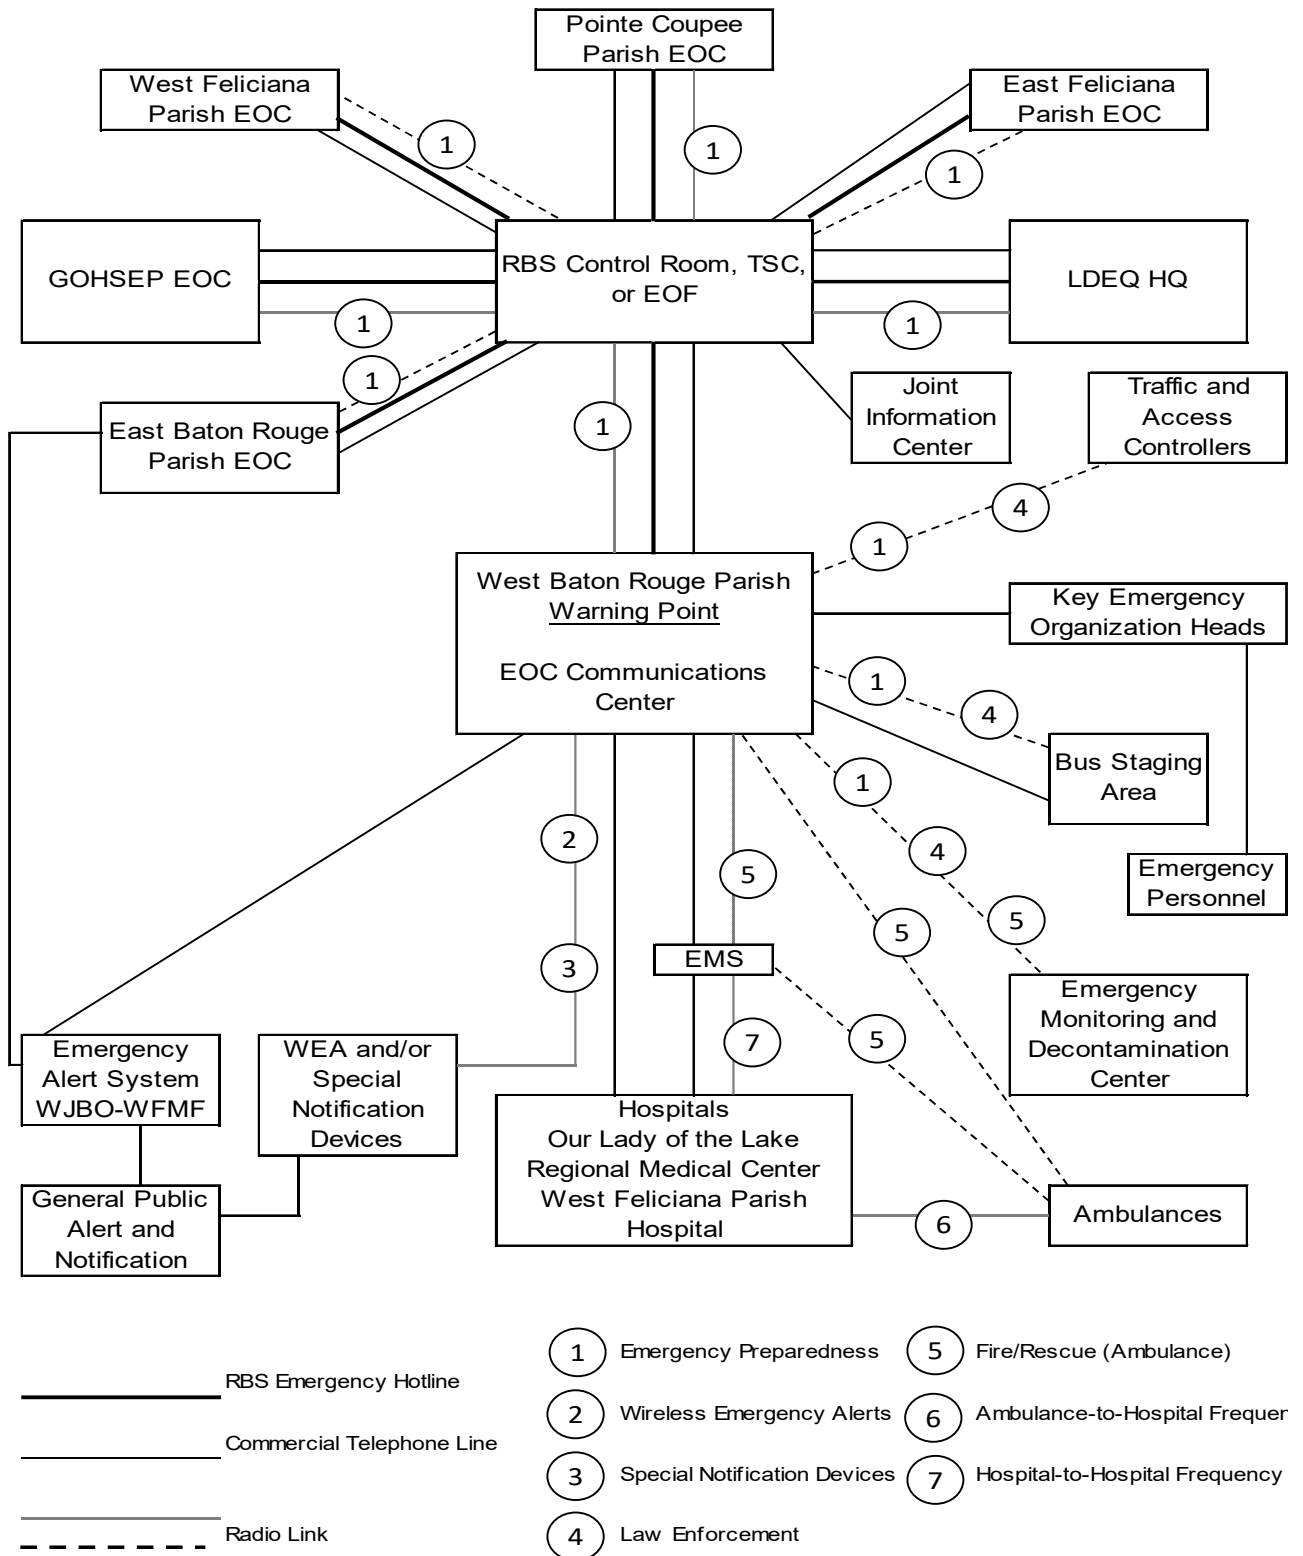 Pointe Coupee
Parish EOC
West Feliciana
Parish EOC
East Feliciana
Parish EOC
1
1
1
GOHSEP EOC
RBS Control Room, TSC,
or EOF
LDEQ HQ
1
1
1
East Baton Rouge
Parish EOC
1
Joint
Information
Center
Traffic and
Access
Controllers
4
1
West Baton Rouge Parish
Warning Point
EOC Communications
Center
Key Emergency
Organization Heads
1
4
Bus Staging
Area
1
2
4
5
Emergency
Personnel
5
5
3
EMS
Emergency
Monitoring and
Decontamination
Center
7
5
Emergency
Alert System
WJBO-WFMF
WEA and/or
Special
Notification
Devices
Hospitals
Our Lady of the Lake
Regional Medical Center
West Feliciana Parish
Hospital
General Public
Alert and
Notification
6
Ambulances
RBS Emergency Hotline
Commercial Telephone Line
Radio Link
1 Emergency Preparedness
2 Wireless Emergency Alerts
3 Special Notification Devices
4 Law Enforcement
5 Fire/Rescue (Ambulance)
6 Ambulance-to-Hospital Frequen
7 Hospital-to-Hospital Frequency